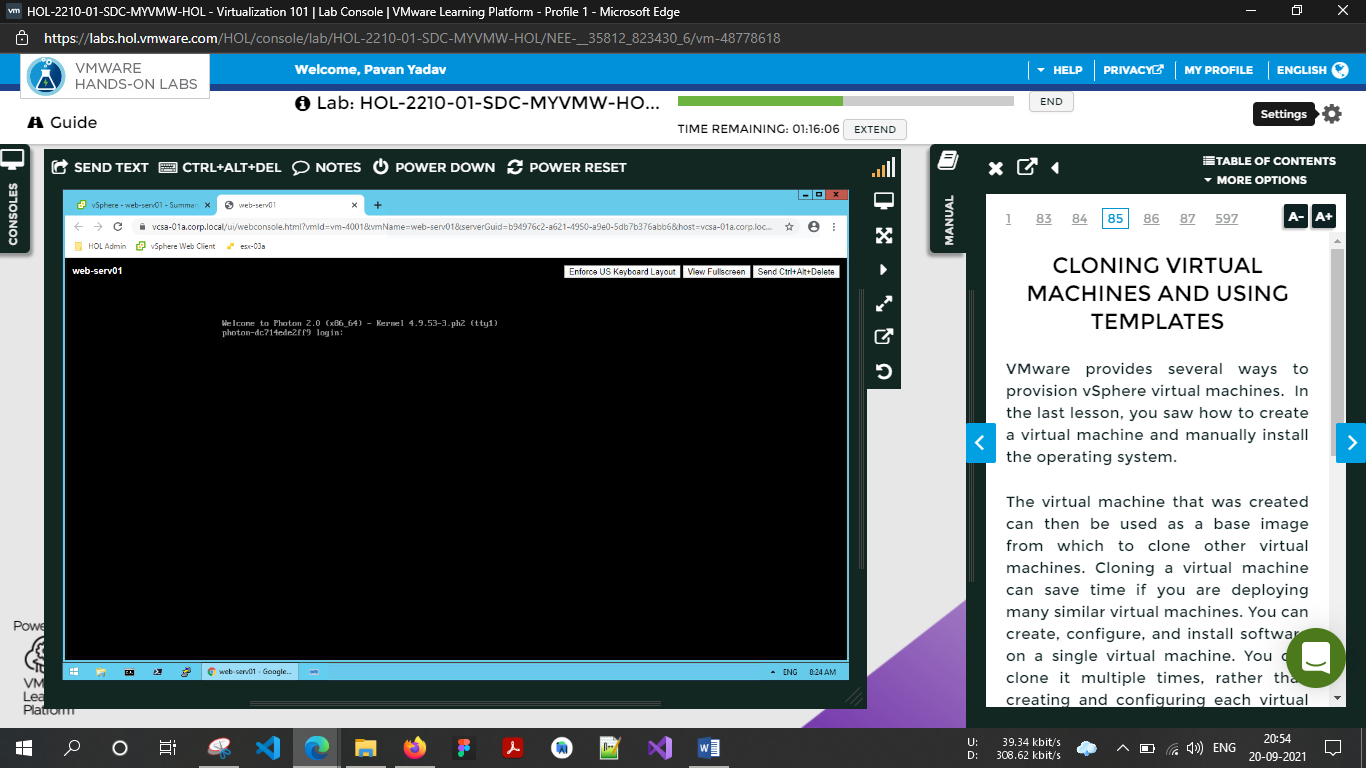 HOL-2210-01-SDC-MYVMW-HOL - Virtualization 101 | Lab Console | VMware Learning Platform - Profile 1 - Microsoft Edge
https://labs.hol.vmware.com/HOL/console/lab/HOL-2210-01-SDC-MYVMW-HOL/NEE-__35812_823430_6/vm-48778618
VMWARE
HANDS-ON LABS
Welcome, Pavan Yadav
HELP
PRIVACY
MY PROFILE
ENGLISH
Guide
Lab: HOL-2210-01-SDC-MYVMW-HO...
TIME REMAINING: 01:16:06
EXTEND
END
Settings
CONSOLES
SEND TEXT
CTRL+ALT+DEL
NOTES
POWER DOWN
POWER RESET
vSphere - web-serv01 - Summar
web-serv01
vcsa-01a.corp.local/ui/webconsole.html?vmId=vm-4001&vmName=web-serv01&serverGuid=b94976c2-a621-4950-a9e0-5db7b376abb6&host=vcsa-01a.corp.loc...
HOL Admin
vSphere Web Client
esx-03a
web-serv01
Enforce US Keyboard Layout
View Fullscreen
Send Ctrl+Alt+Delete
Welcome to Photon 2.0 (x86_64) - Kernel 4.9.53-3.ph2 (tty1)
photon-dc714ede2ff9 login:
web-serv01 - Google...
ENG
8:24 AM
MANUAL
TABLE OF CONTENTS
MORE OPTIONS
1 83 84 85 86 87 597
A- A+
CLONING VIRTUAL
MACHINES AND USING
TEMPLATES
VMware provides several ways to
provision vSphere virtual machines. In
the last lesson, you saw how to create
a virtual machine and manually install
the operating system.
The virtual machine that was created
can then be used as a base image
from which to clone other virtual
machines. Cloning a virtual machine
can save time if you are deploying
many similar virtual machines. You can
create, configure, and install software
on a single virtual machine. You
clone it multiple times, rather than
creating and configuring each virtual
Powe
VM
Lea
Platform
U: 39.34 kbit/s
D: 308.62 kbit/s
ENG
20:54
20-09-2021